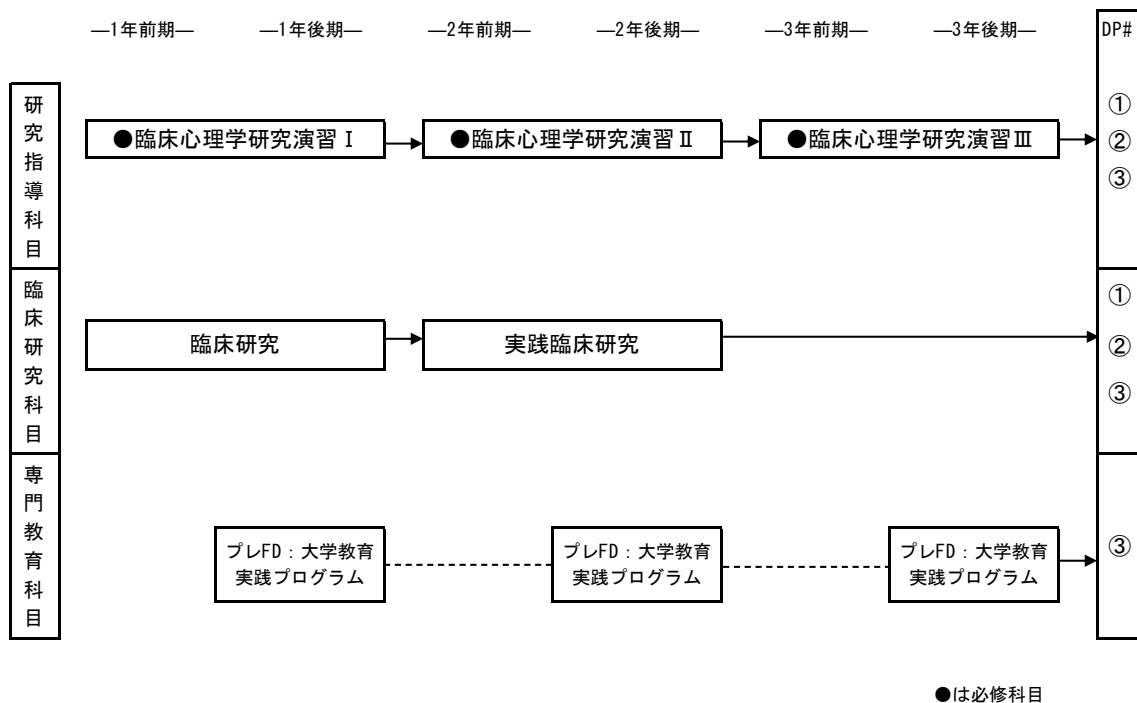 ―1年前期― ―1年後期― ―2年前期― ―2年後期― ―3年前期― ―3年後期― DP#
研究指導科目
●臨床心理学研究演習Ⅰ ●臨床心理学研究演習Ⅱ ●臨床心理学研究演習Ⅲ
①
②
③
臨床研究科目
臨床研究 実践臨床研究
①
②
③
専門教育科目
プレFD：大学教育
実践プログラム
プレFD：大学教育
実践プログラム
プレFD：大学教育
実践プログラム
③
●は必修科目